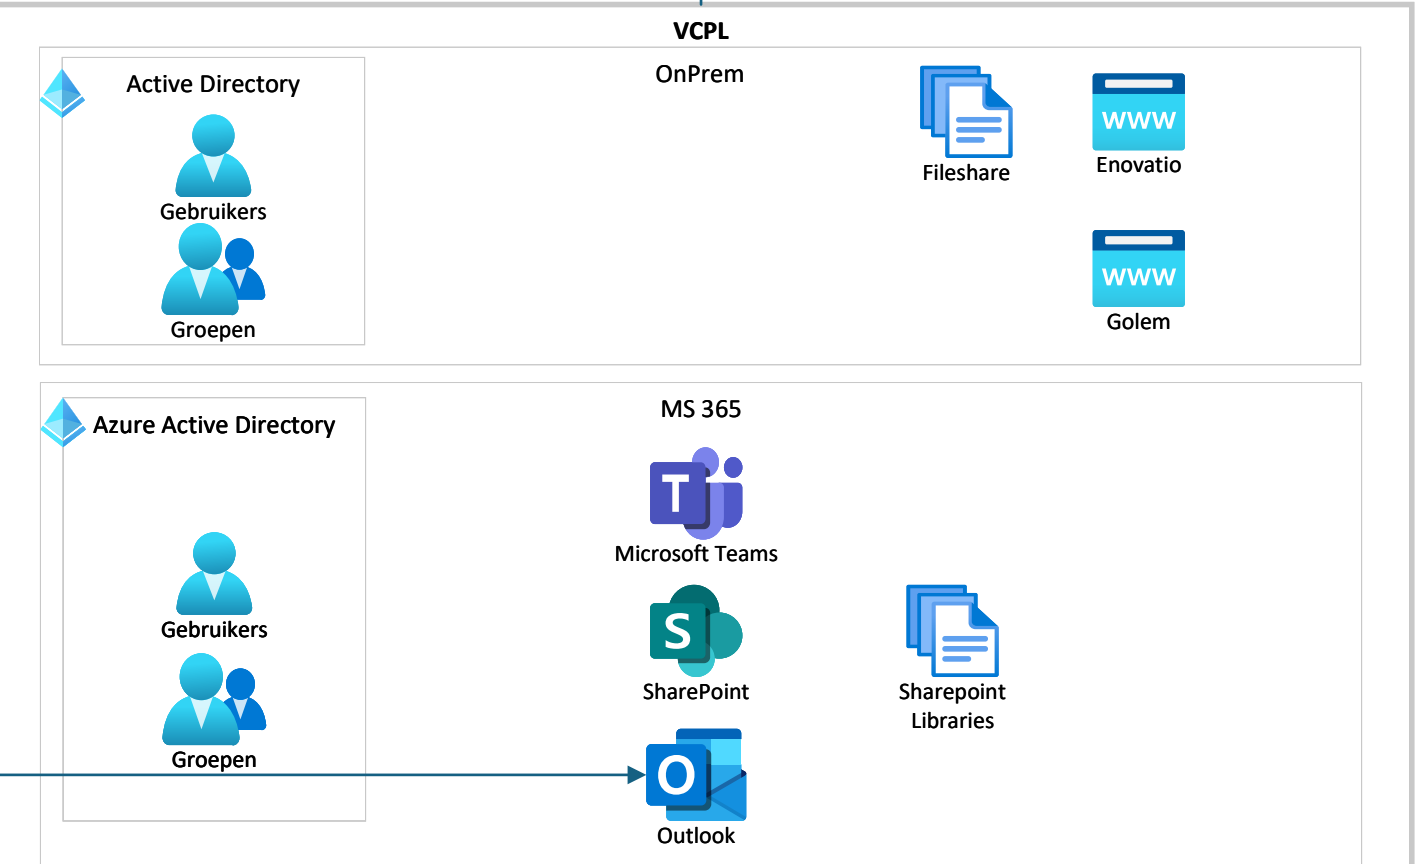 VCPL
OnPrem
Active Directory
Gebruikers
Groepen
Fileshare
WWW
Enovatio
WWW
Golem
MS 365
Azure Active Directory
Gebruikers
Groepen
T
Microsoft Teams
S
SharePoint
Sharepoint
Libraries
O
Outlook